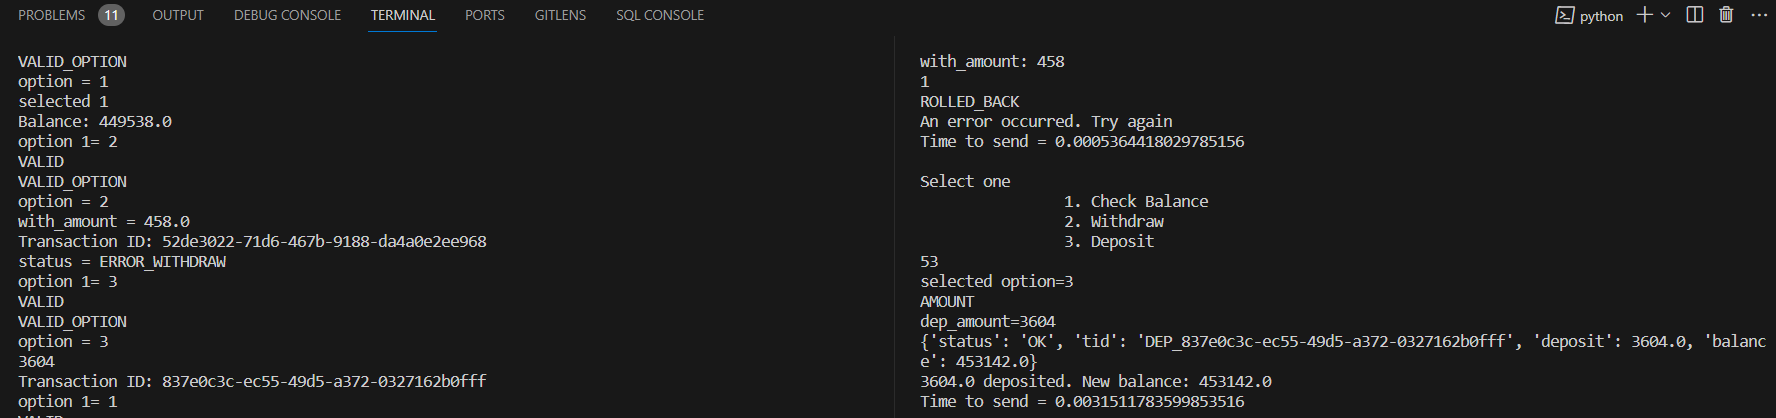 PROBLEMS 11 OUTPUT DEBUG CONSOLE TERMINAL PORTS GITLENS SQL CONSOLE python
VALID_OPTION
option = 1
selected 1
Balance: 449538.0
option 1= 2
VALID
VALID_OPTION
option = 2
with_amount = 458.0
Transaction ID: 52de3022-71d6-467b-9188-da4a0e2ee968
status = ERROR_WITHDRAW
option 1= 3
VALID
VALID_OPTION
option = 3
3604
Transaction ID: 837e0c3c-ec55-49d5-a372-0327162b0fff
option 1= 1
VALID
with_amount: 458
1
ROLLED_BACK
An error occurred. Try again
Time to send = 0.0005364418029785156
Select one
1. Check Balance
2. Withdraw
3. Deposit
53
selected option=3
AMOUNT
dep_amount=3604
{'status': 'OK', 'tid': 'DEP_837e0c3c-ec55-49d5-a372-0327162b0fff', 'deposit': 3604.0, 'balanc
e': 453142.0}
3604.0 deposited. New balance: 453142.0
Time to send = 0.0031511783599853516